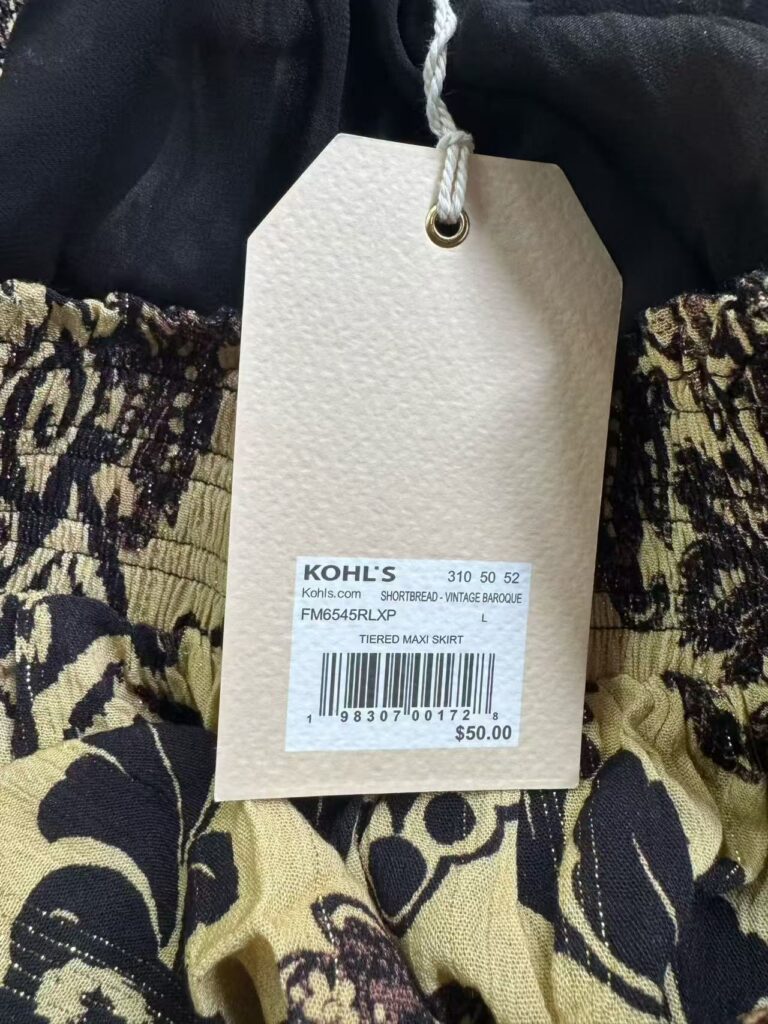 KOHL'S 310 50 52
Kohls.com SHORTBREAD - VINTAGE BAROQUE
FM6545RLXP L
TIERED MAXI SKIRT
1 98307 00172 8
$50.00